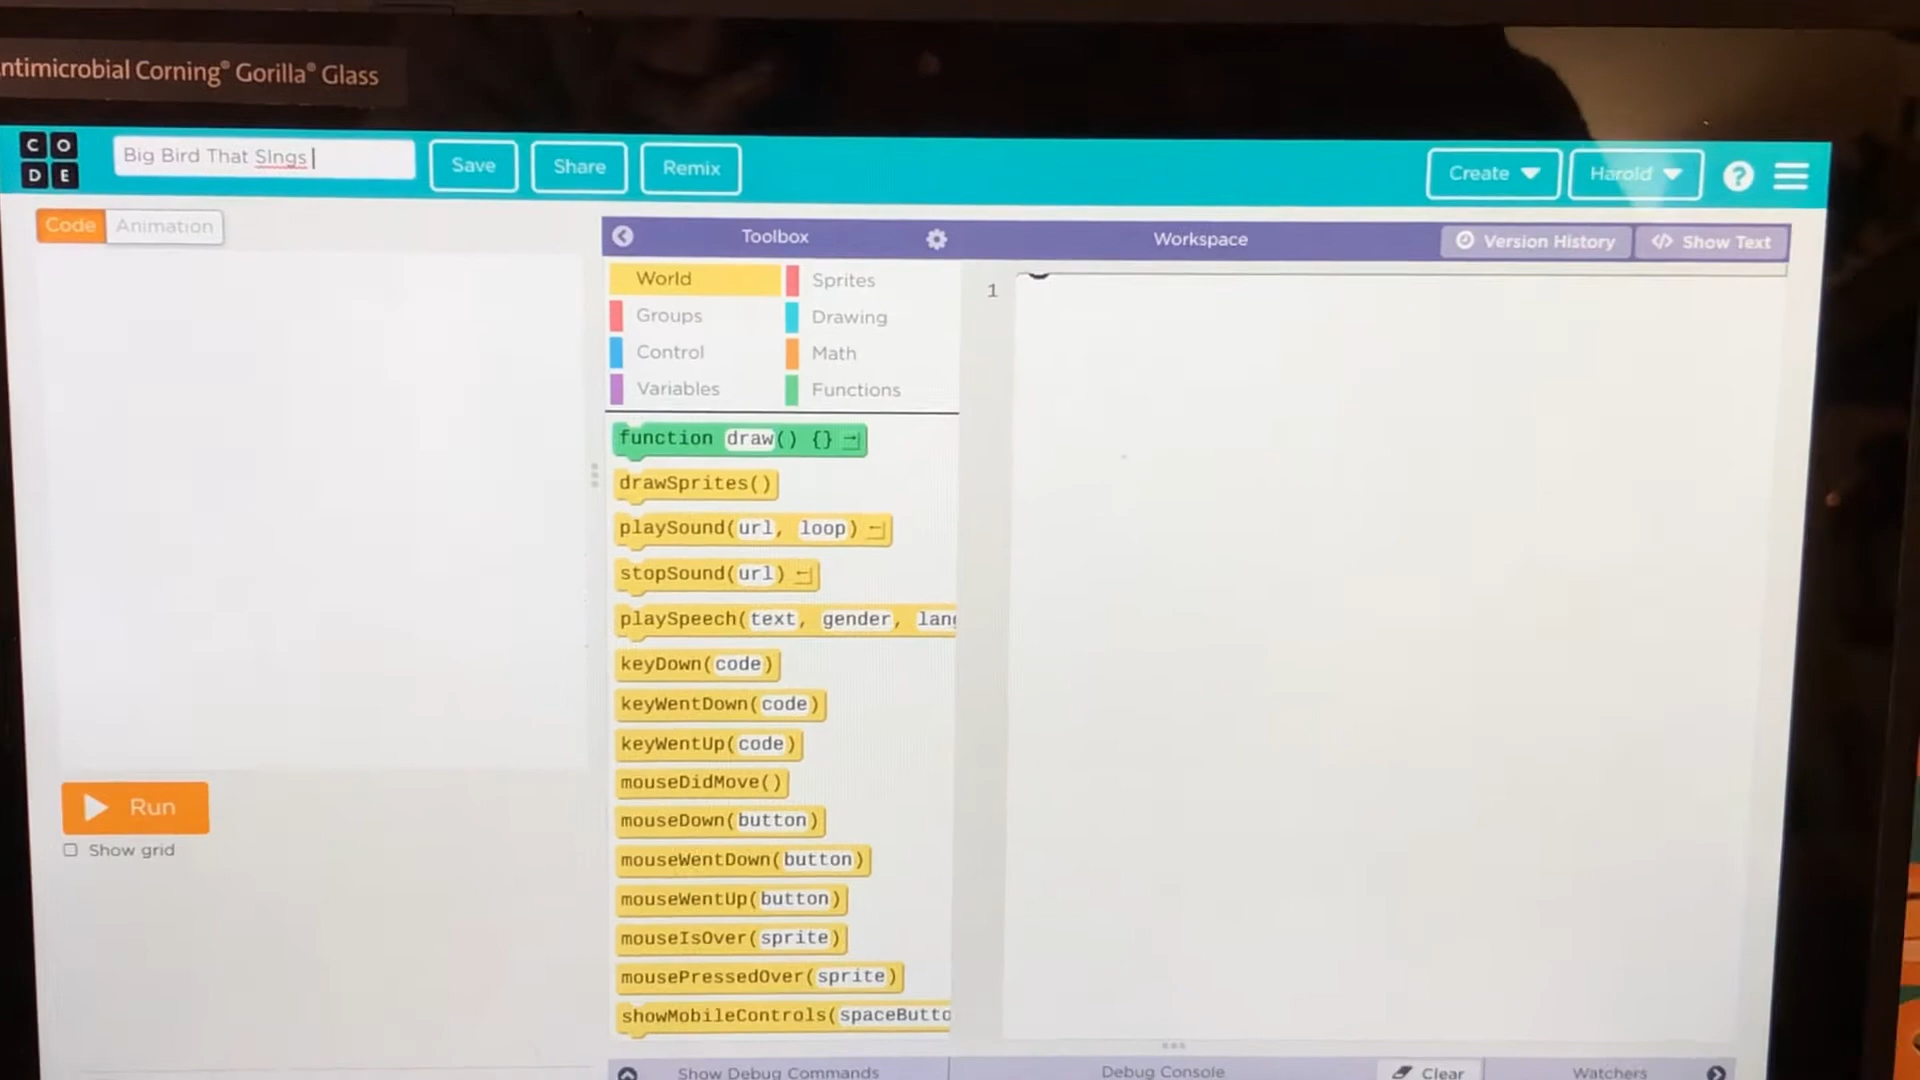 ntimicrobial Corning® Gorilla® Glass
C O
D E
Big Bird That SIngs
Save
Share
Remix
Create
Harold
?
Code
Animation
Toolbox
Workspace
Version History
</> Show Text
World
Sprites
Groups
Drawing
Control
Math
Variables
Functions
1
function draw() {}
drawSprites()
playSound(url, loop)
stopSound(url)
playSpeech(text, gender, lang
keyDown(code)
keyWentDown(code)
keyWentUp(code)
mouseDidMove()
mouseDown(button)
mouseWentDown(button)
mouseWentUp(button)
mouseIsOver(sprite)
mousePressedOver(sprite)
showMobileControls(spaceButto
Run
Show grid
Show Debug Commands
Debug Console
Clear
Watchers